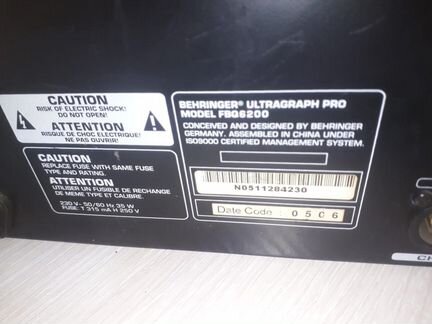 CAUTION
RISK OF ELECTRIC SHOCK!
DO NOT OPEN!
ATTENTION
RISQUE DE CHOC ELECTRIQUE!
NE PAS OUVRIR!
CAUTION
REPLACE FUSE WITH SAME FUSE
TYPE AND RATING.
ATTENTION
UTILISER UN FUSIBLE DE RECHANGE
DE MEME TYPE ET CALIBRE.
230 V~ 50/60 Hz 35 W
FUSE: T 315 mA H 250 V
BEHRINGER® ULTRAGRAPH PRO
MODEL FBQ6200
CONCEIVED AND DESIGNED BY BEHRINGER
GERMANY. ASSEMBLED IN CHINA UNDER
ISO9000 CERTIFIED MANAGEMENT SYSTEM.
N0511284230
Date Code : 0506
CH